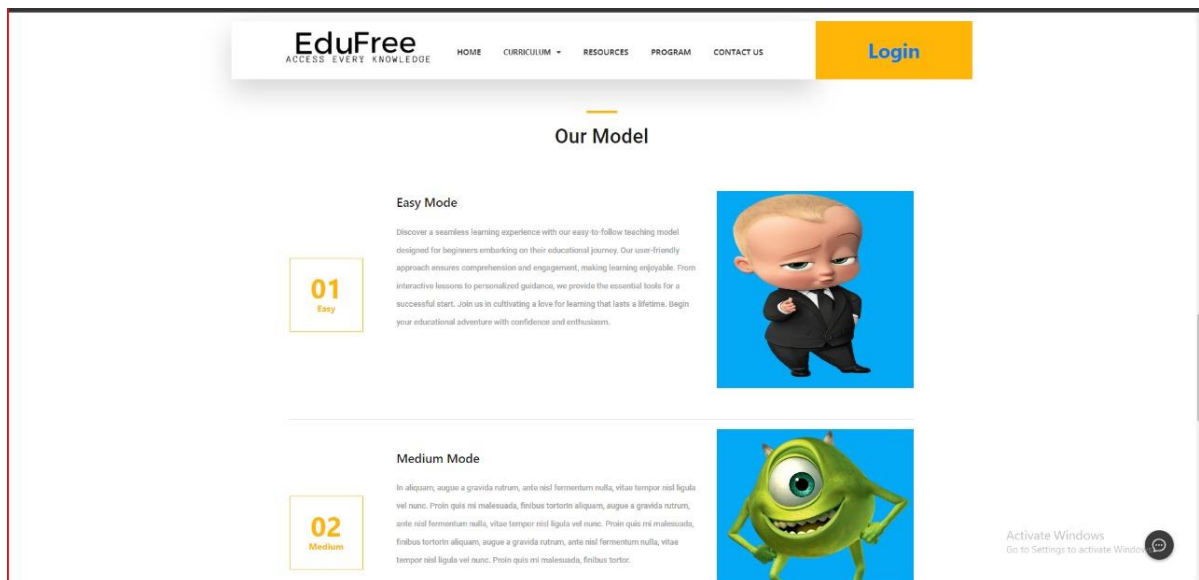 EduFree
ACCESS EVERY KNOWLEDGE
HOME
CURRICULUM
RESOURCES
PROGRAM
CONTACT US
Login
Our Model
Easy Mode
Discover a seamless learning experience with our easy-to-follow teaching model
designed for beginners embarking on their educational journey. Our user-friendly
approach ensures comprehension and engagement, making learning enjoyable. From
interactive lessons to personalized guidance, we provide the essential tools for a
successful start. Join us in cultivating a love for learning that lasts a lifetime. Begin
your educational adventure with confidence and enthusiasm.
01
Easy
Medium Mode
In aliquam, augue a gravida rutrum, ante nisl fermentum nulla, vitae tempor nisl ligula
vel nunc. Proin quis mi malesuada, finibus tortorin aliquam, augue a gravida rutrum,
ante nisl fermentum nulla, vitae tempor nisl ligula vel nunc. Proin quis mi malesuada,
finibus tortorin aliquam, augue a gravida rutrum, ante nisl fermentum nulla, vitae
tempor nisl ligula vel nunc. Proin quis mi malesuada, finibus tortor.
02
Medium
Activate Windows
Go to Settings to activate Windows.